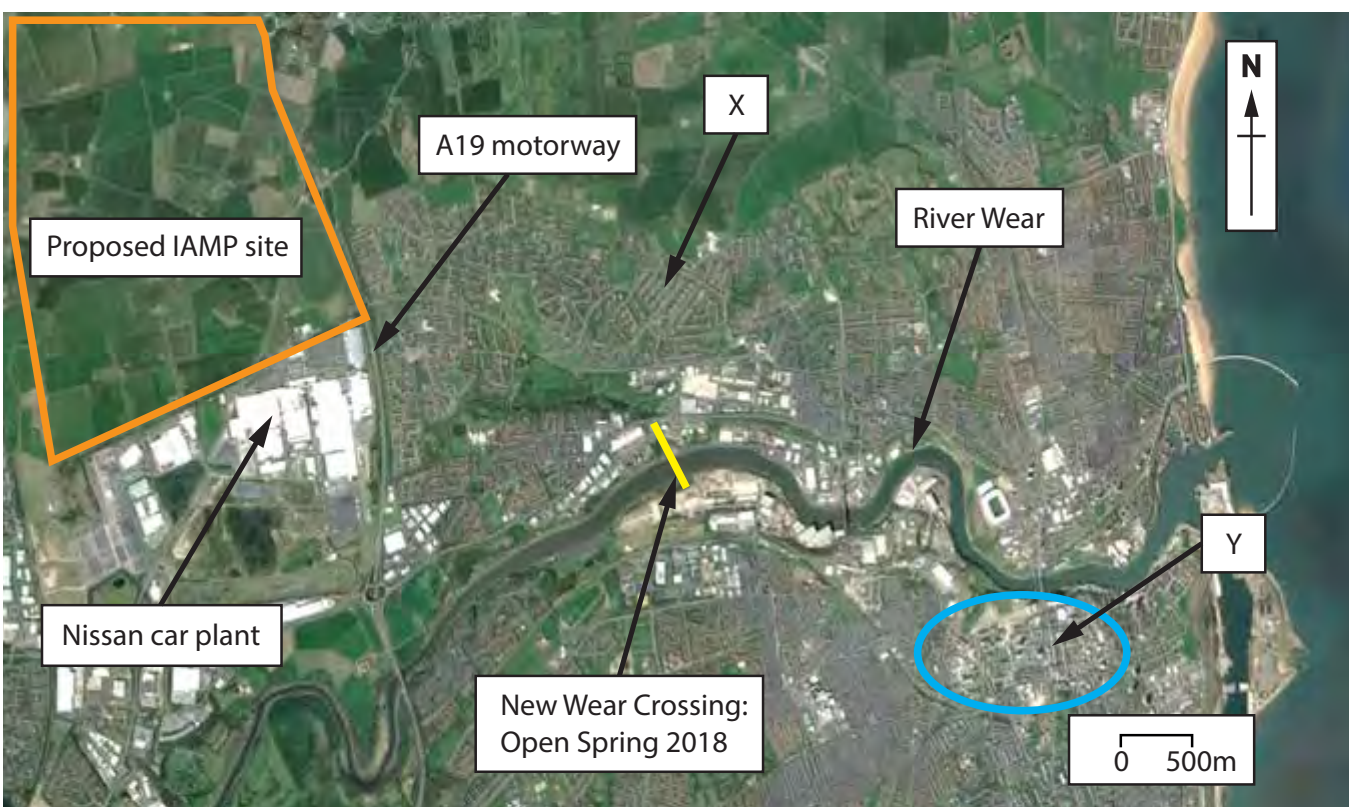 N
X
A19 motorway
River Wear
Proposed IAMP site
Y
Nissan car plant
New Wear Crossing:
Open Spring 2018
0 500m